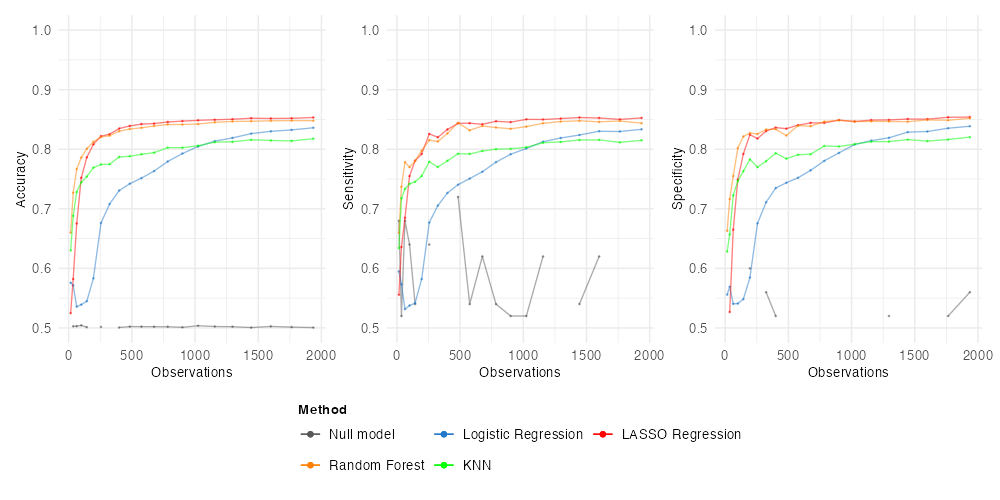 1.0
0.9
0.8
0.7
0.6
0.5
Accuracy
0 500 1000 1500 2000
Observations
1.0
0.9
0.8
0.7
0.6
0.5
Sensitivity
0 500 1000 1500 2000
Observations
1.0
0.9
0.8
0.7
0.6
0.5
Specificity
0 500 1000 1500 2000
Observations
Method
Null model Logistic Regression LASSO Regression
Random Forest KNN